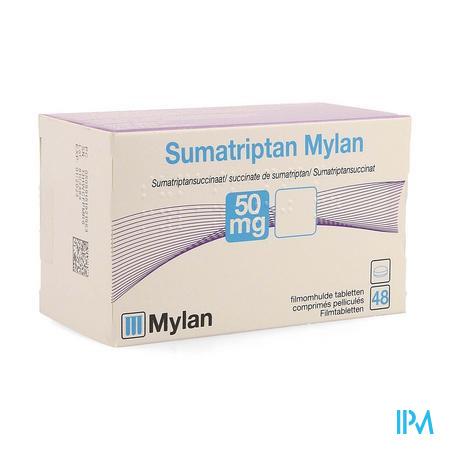 Sumatriptan Mylan
Sumatriptansuccinaat/ succinate de sumatriptan/ Sumatriptansuccinat
50
mg
filmomhulde tabletten
comprimés pelliculés
Filmtabletten
48
Mylan
IPM